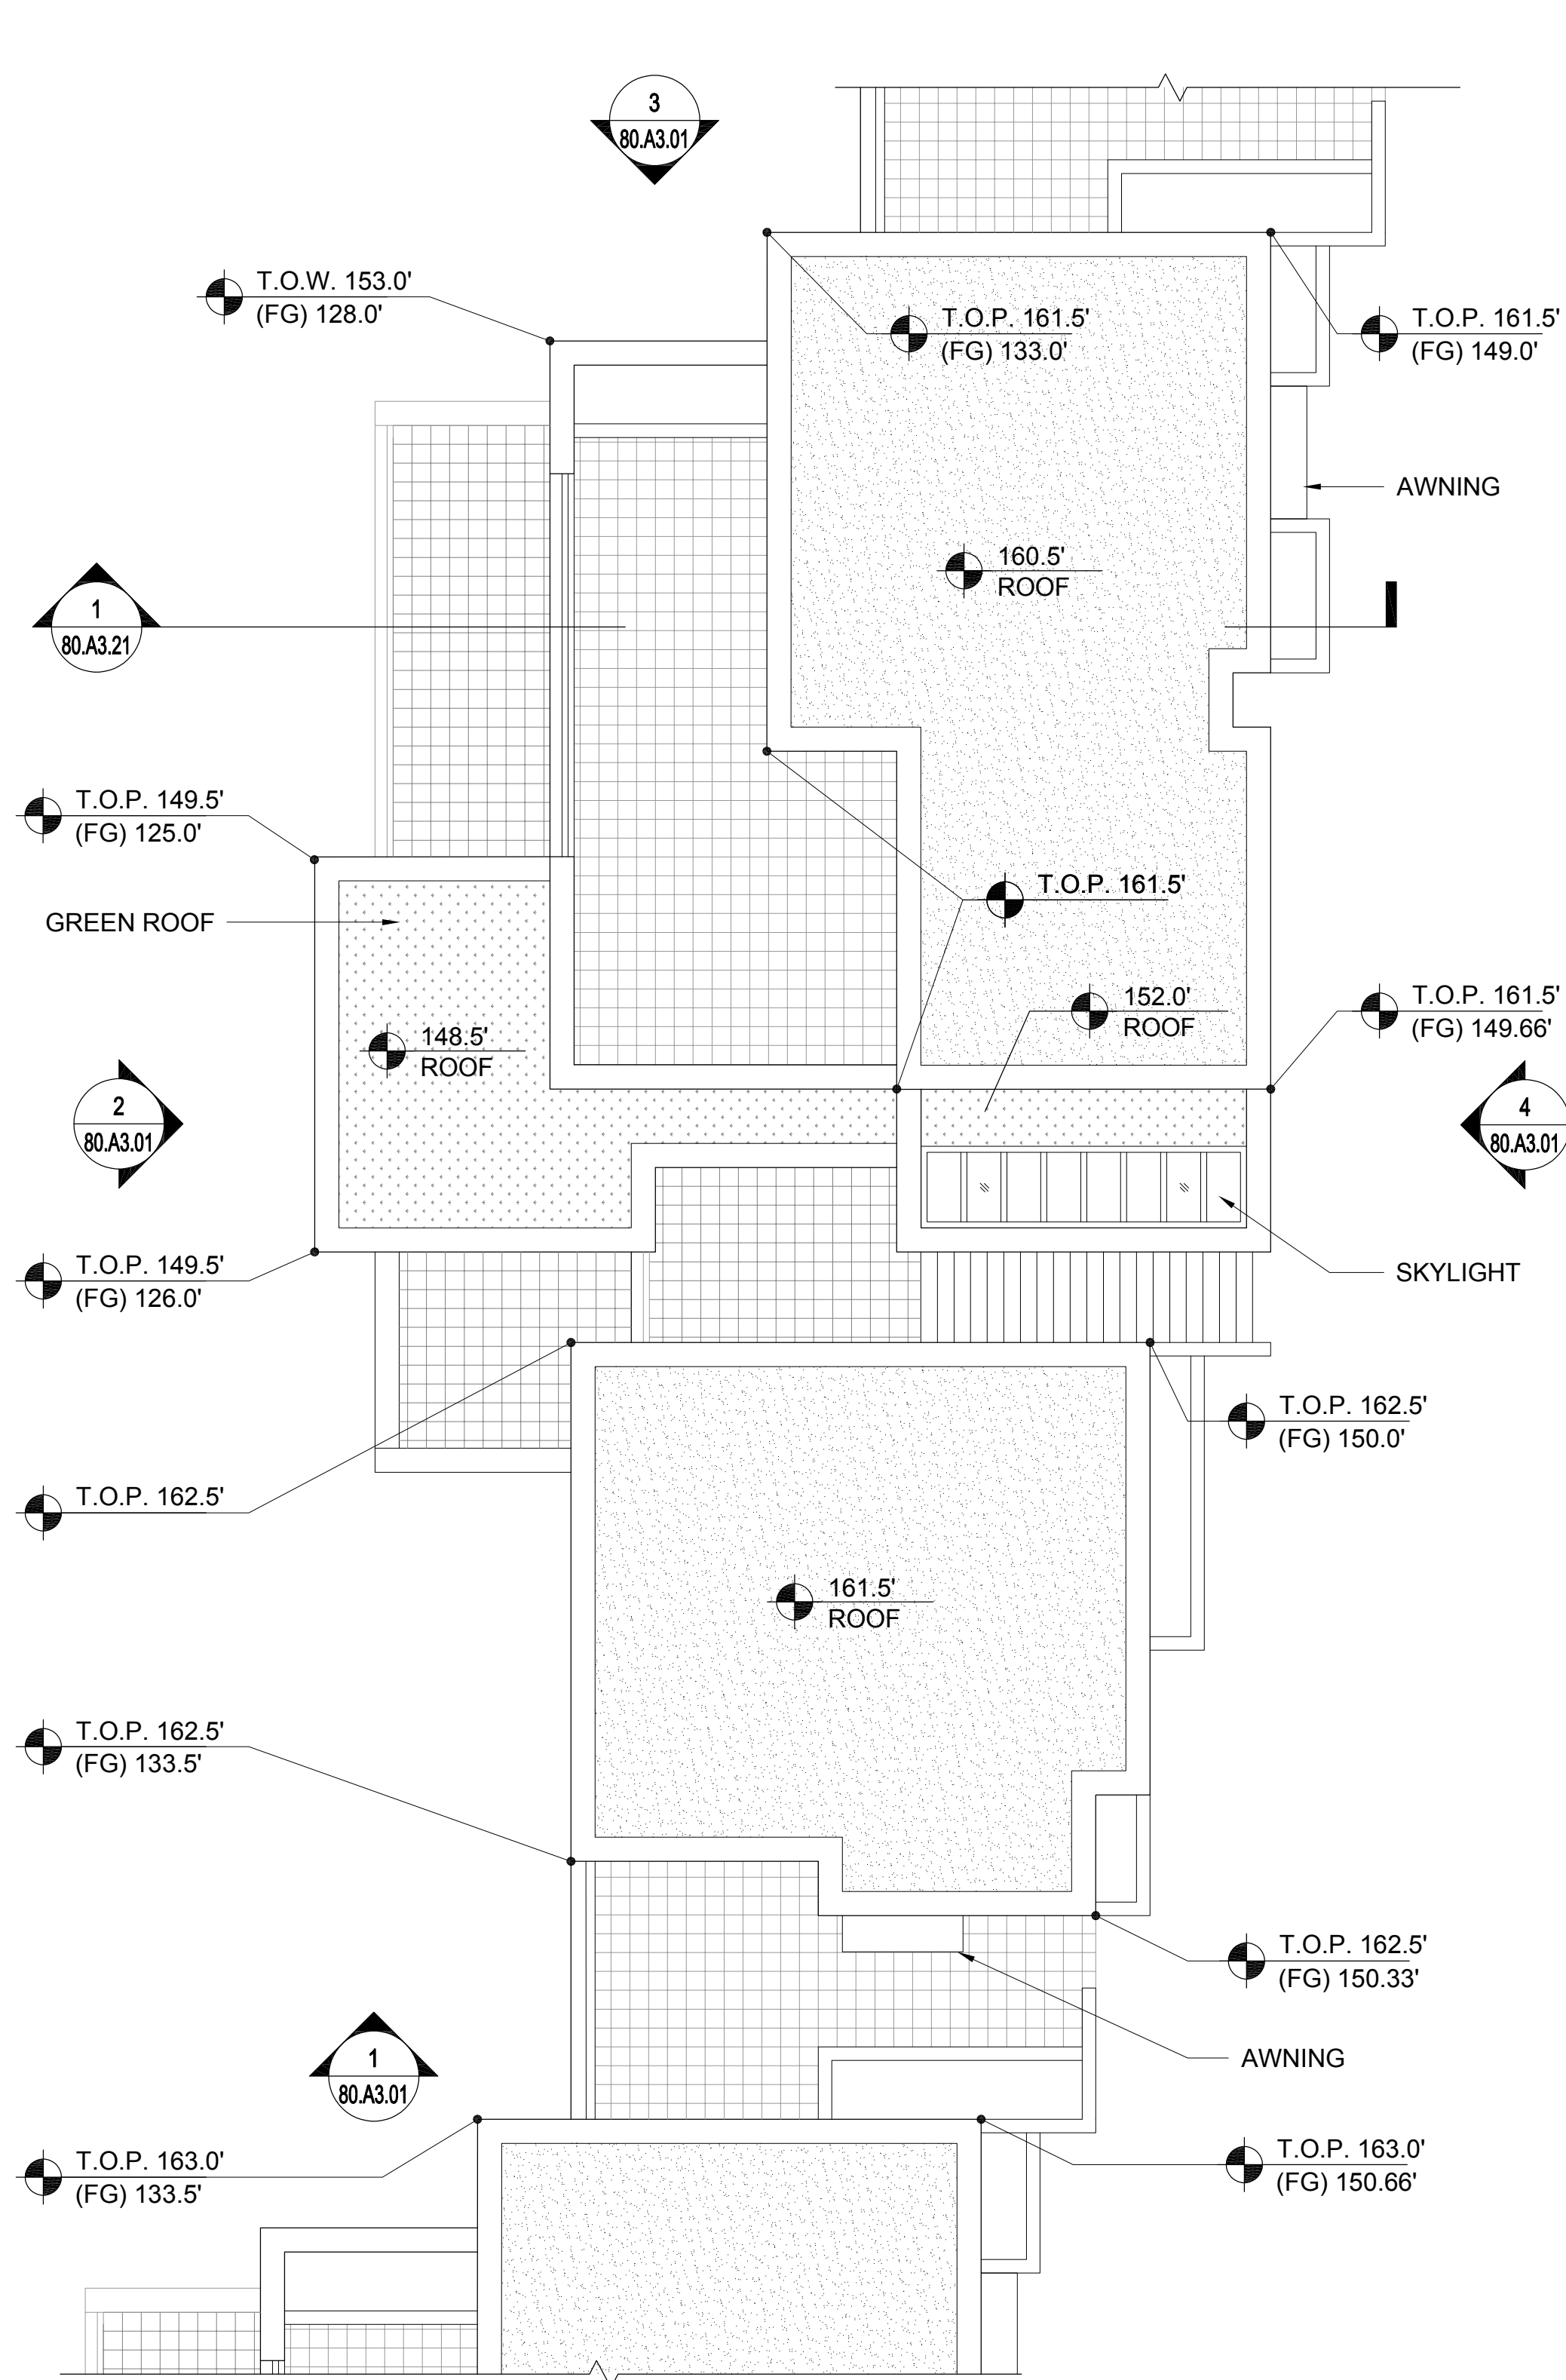 3
80.A3.01
T.O.W. 153.0'
(FG) 128.0'
T.O.P. 161.5'
(FG) 133.0'
T.O.P. 161.5'
(FG) 149.0'
AWNING
160.5'
ROOF
1
80.A3.21
T.O.P. 149.5'
(FG) 125.0'
T.O.P. 161.5'
GREEN ROOF
152.0'
ROOF
T.O.P. 161.5'
(FG) 149.66'
148.5'
ROOF
2
80.A3.01
4
80.A3.01
T.O.P. 149.5'
(FG) 126.0'
SKYLIGHT
T.O.P. 162.5'
(FG) 150.0'
T.O.P. 162.5'
161.5'
ROOF
T.O.P. 162.5'
(FG) 133.5'
T.O.P. 162.5'
(FG) 150.33'
1
80.A3.01
AWNING
T.O.P. 163.0'
(FG) 133.5'
T.O.P. 163.0'
(FG) 150.66'